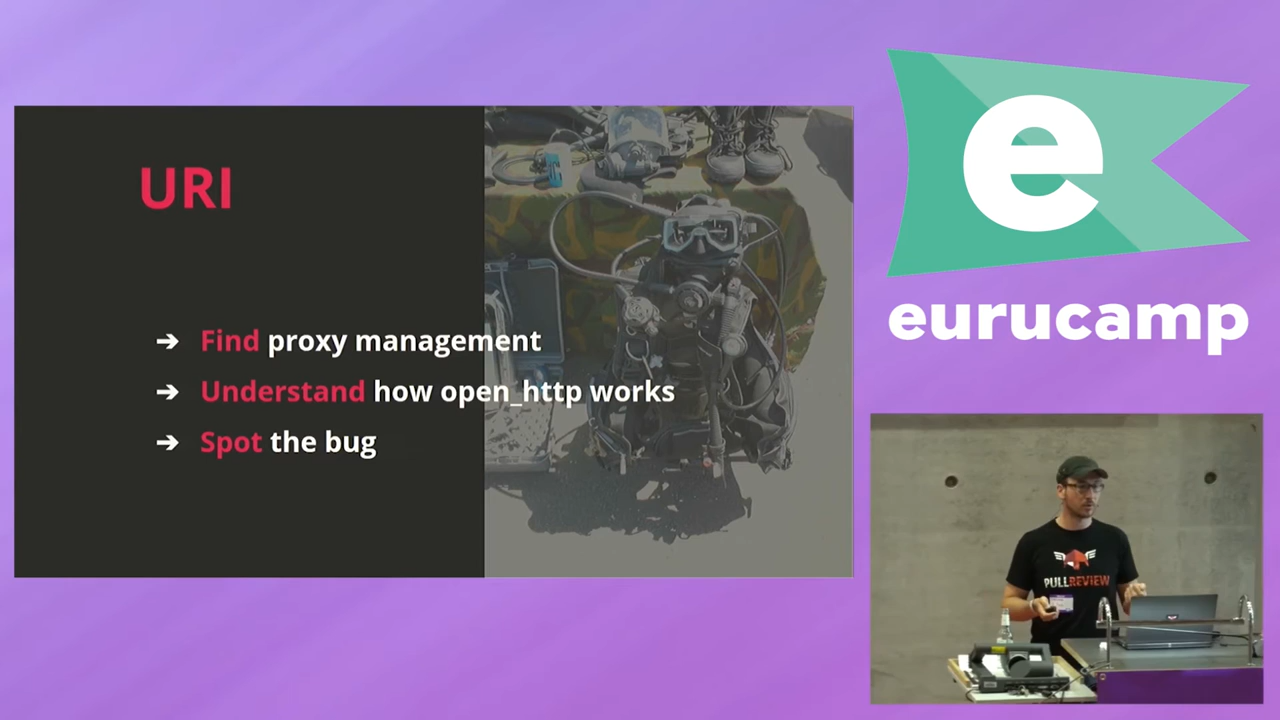 URI
➔ Find proxy management
➔ Understand how open_http works
➔ Spot the bug
e
eurucamp
PULLREVIEW